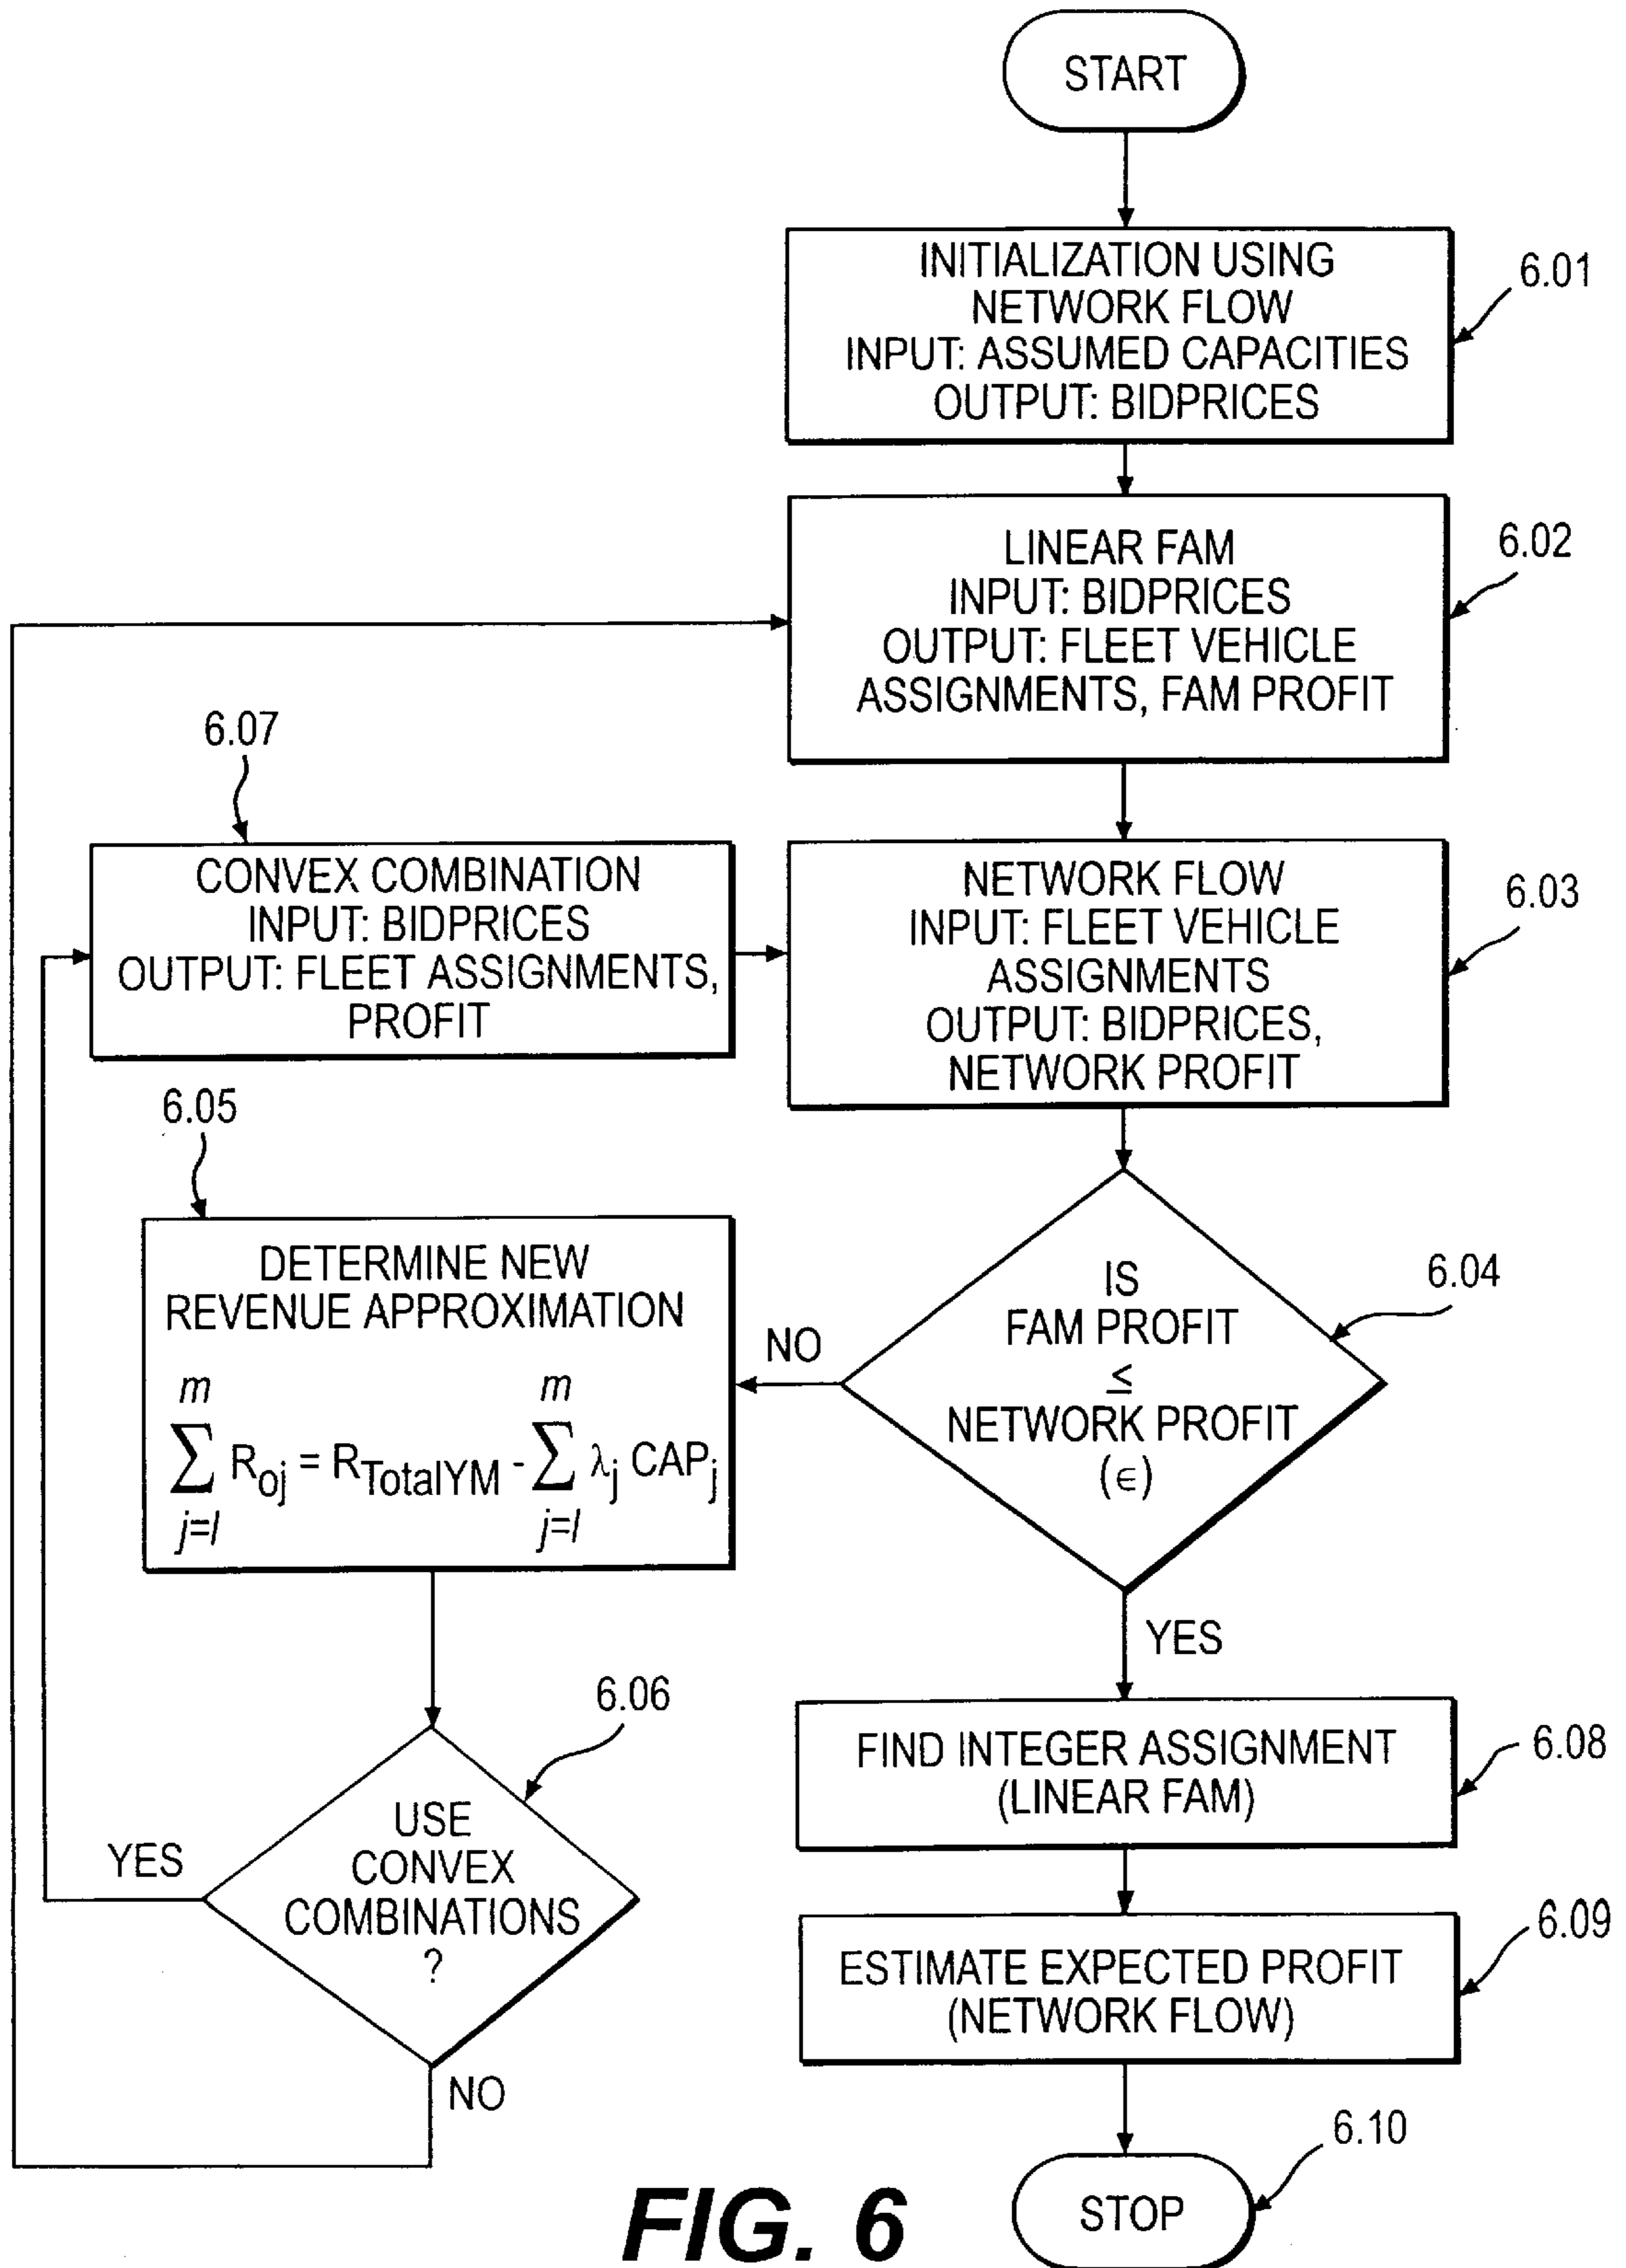 START
INITIALIZATION USING
NETWORK FLOW
INPUT: ASSUMED CAPACITIES
OUTPUT: BIDPRICES
6.01
LINEAR FAM
INPUT: BIDPRICES
OUTPUT: FLEET VEHICLE
ASSIGNMENTS, FAM PROFIT
6.02
6.07
CONVEX COMBINATION
INPUT: BIDPRICES
OUTPUT: FLEET ASSIGNMENTS,
PROFIT
NETWORK FLOW
INPUT: FLEET VEHICLE
ASSIGNMENTS
OUTPUT: BIDPRICES,
NETWORK PROFIT
6.03
6.05
DETERMINE NEW
REVENUE APPROXIMATION
m m
∑ Roj = RTotalYM - ∑ λj CAPj
j=l j=l
NO
IS
FAM PROFIT
≤
NETWORK PROFIT
(∈)
6.04
YES
6.06
USE
CONVEX
COMBINATIONS
?
YES
NO
FIND INTEGER ASSIGNMENT
(LINEAR FAM)
6.08
ESTIMATE EXPECTED PROFIT
(NETWORK FLOW)
6.09
STOP
6.10
FIG. 6